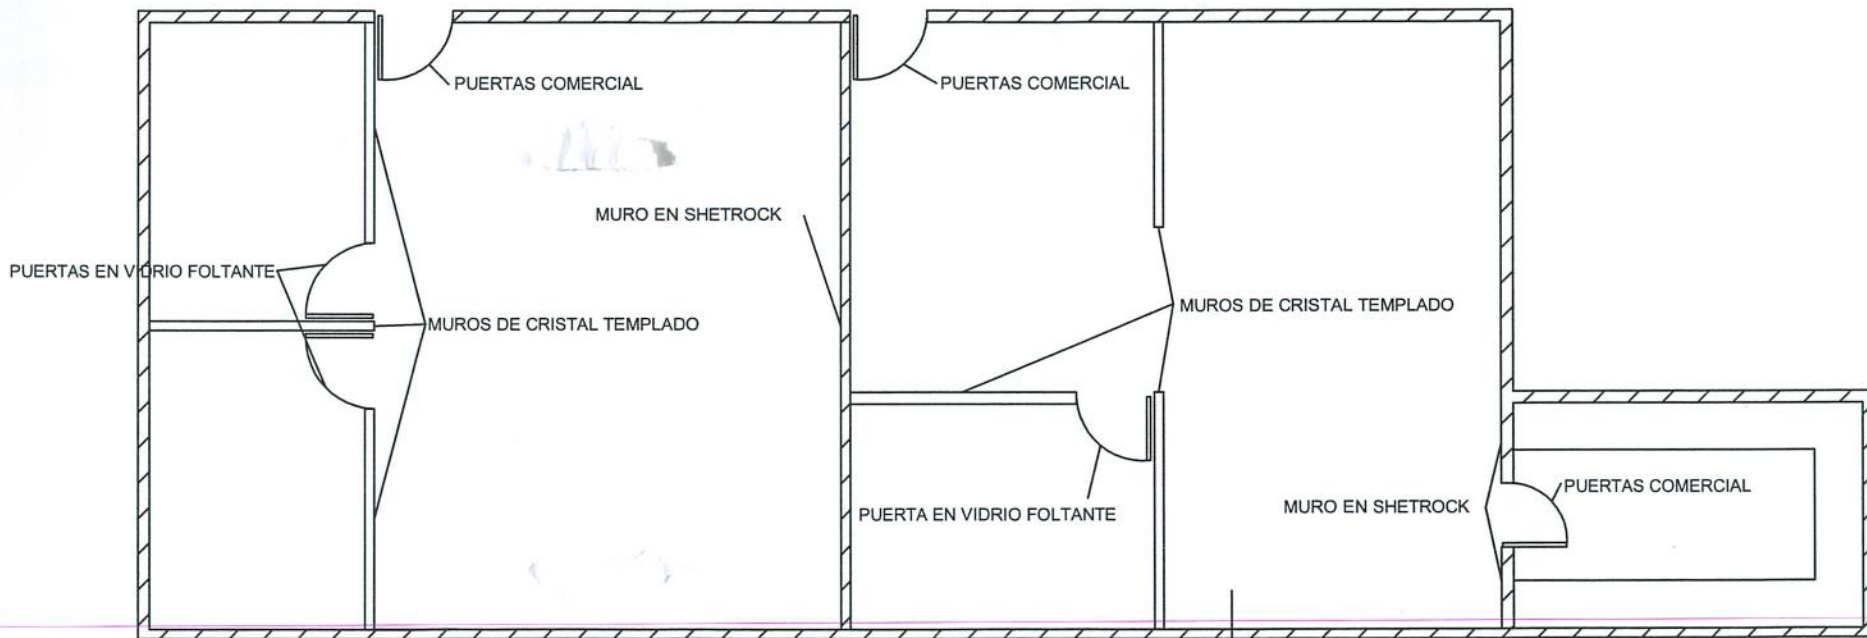 PUERTAS COMERCIAL
PUERTAS COMERCIAL
MURO EN SHETROCK
PUERTAS EN VIDRIO FOLTANTE
MUROS DE CRISTAL TEMPLADO
MUROS DE CRISTAL TEMPLADO
PUERTA EN VIDRIO FOLTANTE
MURO EN SHETROCK
PUERTAS COMERCIAL